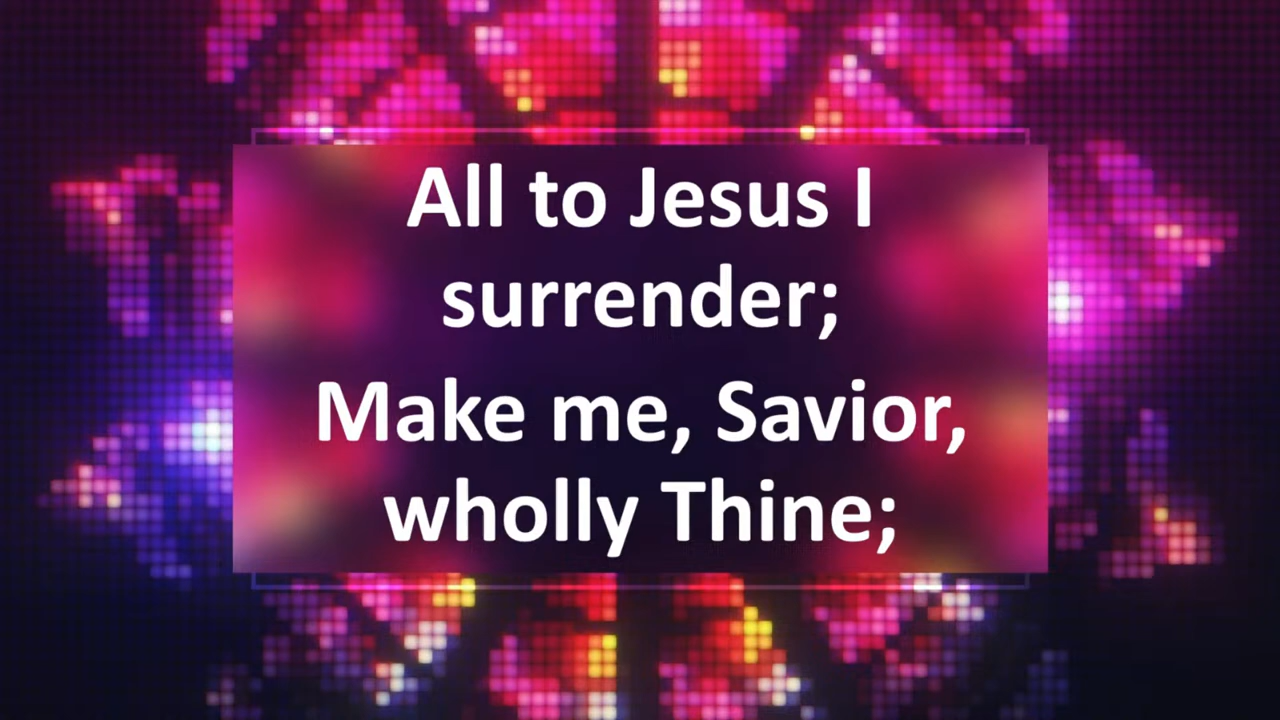 All to Jesus I
surrender;
Make me, Savior,
wholly Thine;